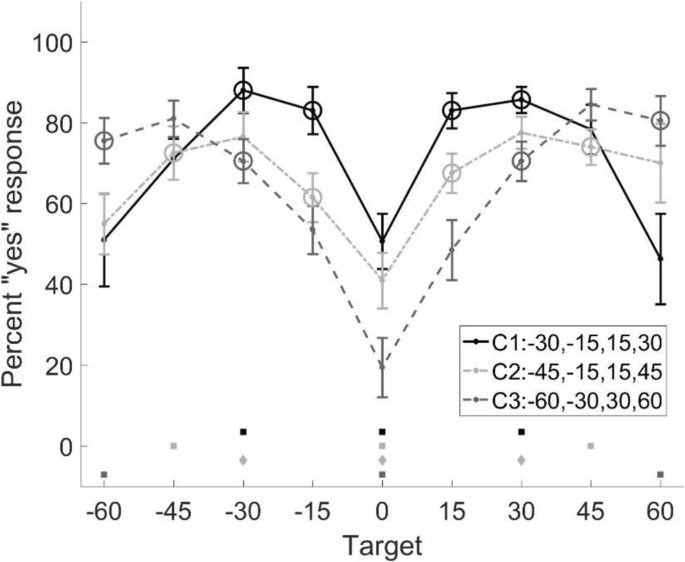 100
80
60
40
20
0
Percent "yes" response
C1:-30,-15,15,30
C2:-45,-15,15,45
C3:-60,-30,30,60
-60 -45 -30 -15 0 15 30 45 60
Target